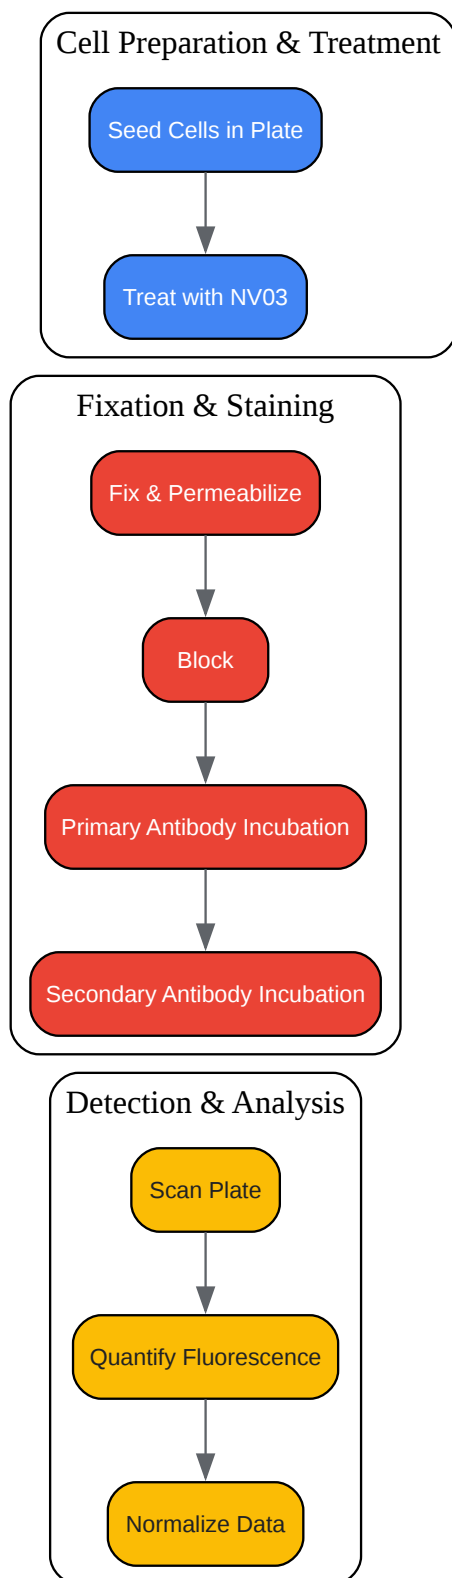 Cell Preparation & Treatment
Seed Cells in Plate
Treat with NV03
Fixation & Staining
Fix & Permeabilize
Block
Primary Antibody Incubation
Secondary Antibody Incubation
Detection & Analysis
Scan Plate
Quantify Fluorescence
Normalize Data